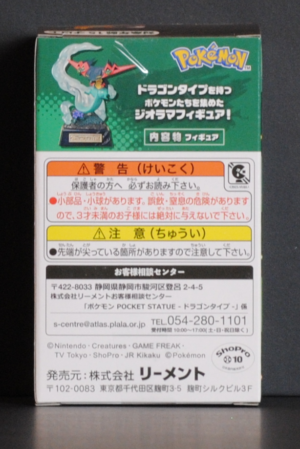 POKÉMON
ドラゴンタイプを持つ
ポケモンたちを集めた
ジオラマフィギュア!
内容物 フィギュア
⚠警 告(けいこく)
保護者の方へ 必ずお読み下さい。
●小部品・小球があります。誤飲・窒息の危険がありますので、3才未満のお子様には絶対に与えないで下さい。
⚠注 意(ちゅうい)
●先端が尖っている箇所がありますので注意して下さい。
お客様相談センター
〒422-8033 静岡県静岡市駿河区登呂 2-4-5
株式会社リーメントお客様相談センター
「ポケモン POCKET STATUE - ドラゴンタイプ -」係
s-centre@atlas.plala.or.jp
TEL.054-280-1101
©Nintendo・Creatures・GAME FREAK・
TV Tokyo・ShoPro・JR Kikaku ©Pokémon
ShoPro
10
発売元:株式会社 リーメント
〒102-0083 東京都千代田区麹町3-5 麹町シルクビル3F